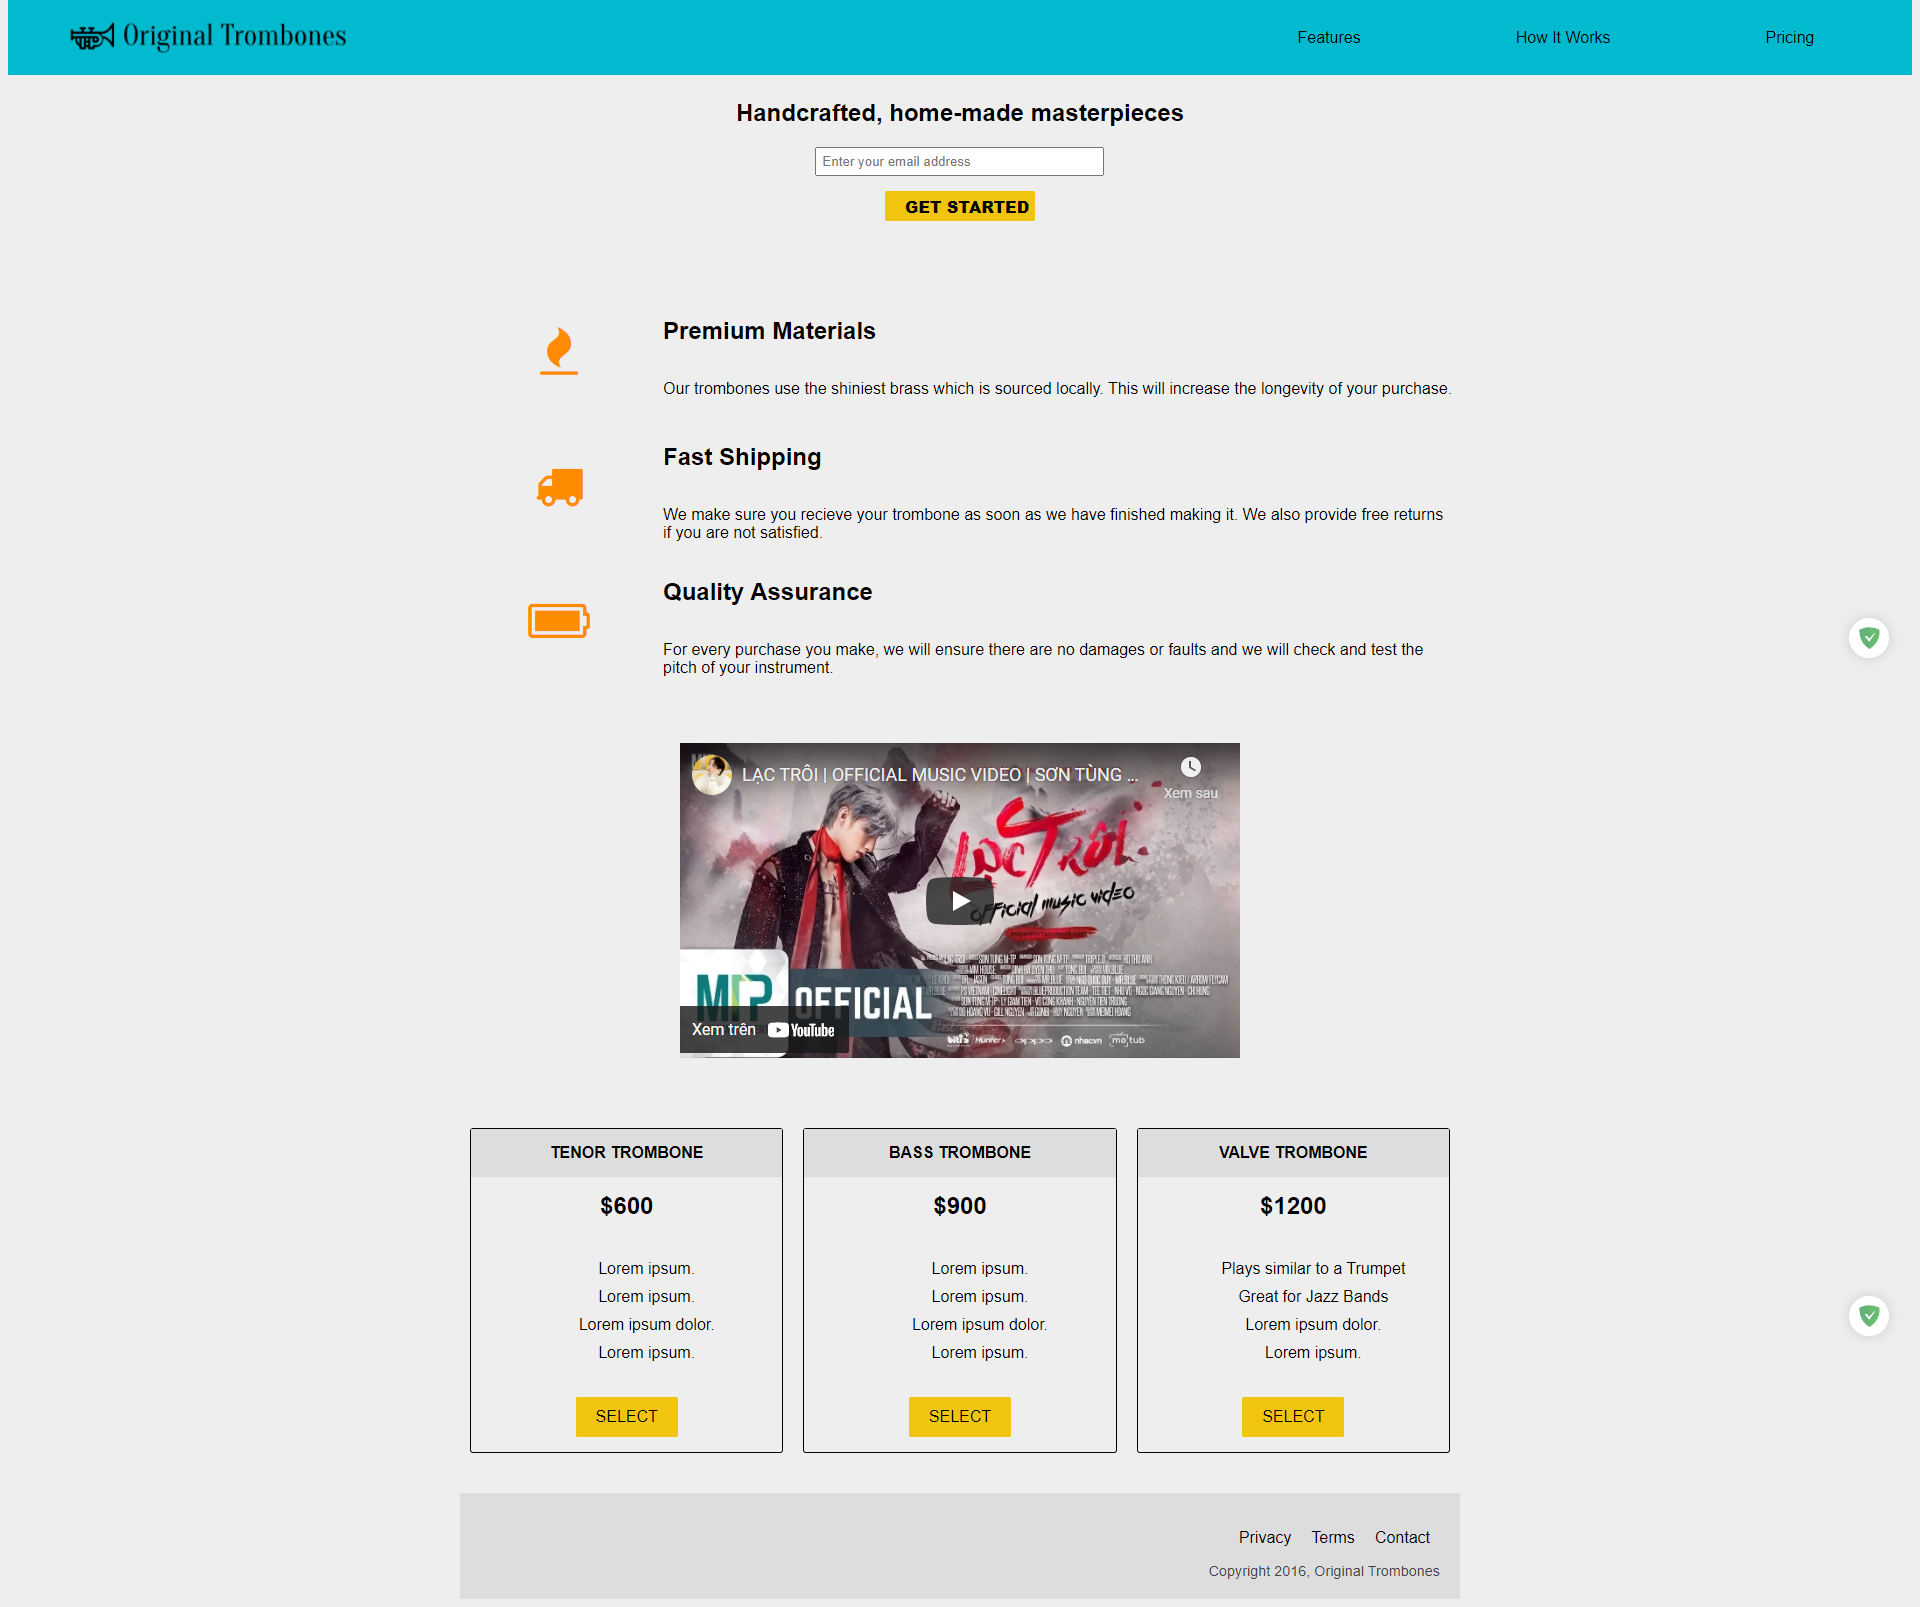 Original Trombones
Features
How It Works
Pricing
Handcrafted, home-made masterpieces
Enter your email address
GET STARTED
Premium Materials
Our trombones use the shiniest brass which is sourced locally. This will increase the longevity of your purchase.
Fast Shipping
We make sure you recieve your trombone as soon as we have finished making it. We also provide free returns
if you are not satisfied.
Quality Assurance
For every purchase you make, we will ensure there are no damages or faults and we will check and test the
pitch of your instrument.
LẠC TRÔI | OFFICIAL MUSIC VIDEO | SƠN TÙNG ...
Xem sau
LẠC TRÔI
official music video
OFFICIAL
Xem trên YouTube
oppo
nhac.vn
metub
TENOR TROMBONE
$600
Lorem ipsum.
Lorem ipsum.
Lorem ipsum dolor.
Lorem ipsum.
SELECT
BASS TROMBONE
$900
Lorem ipsum.
Lorem ipsum.
Lorem ipsum dolor.
Lorem ipsum.
SELECT
VALVE TROMBONE
$1200
Plays similar to a Trumpet
Great for Jazz Bands
Lorem ipsum dolor.
Lorem ipsum.
SELECT
Privacy
Terms
Contact
Copyright 2016, Original Trombones